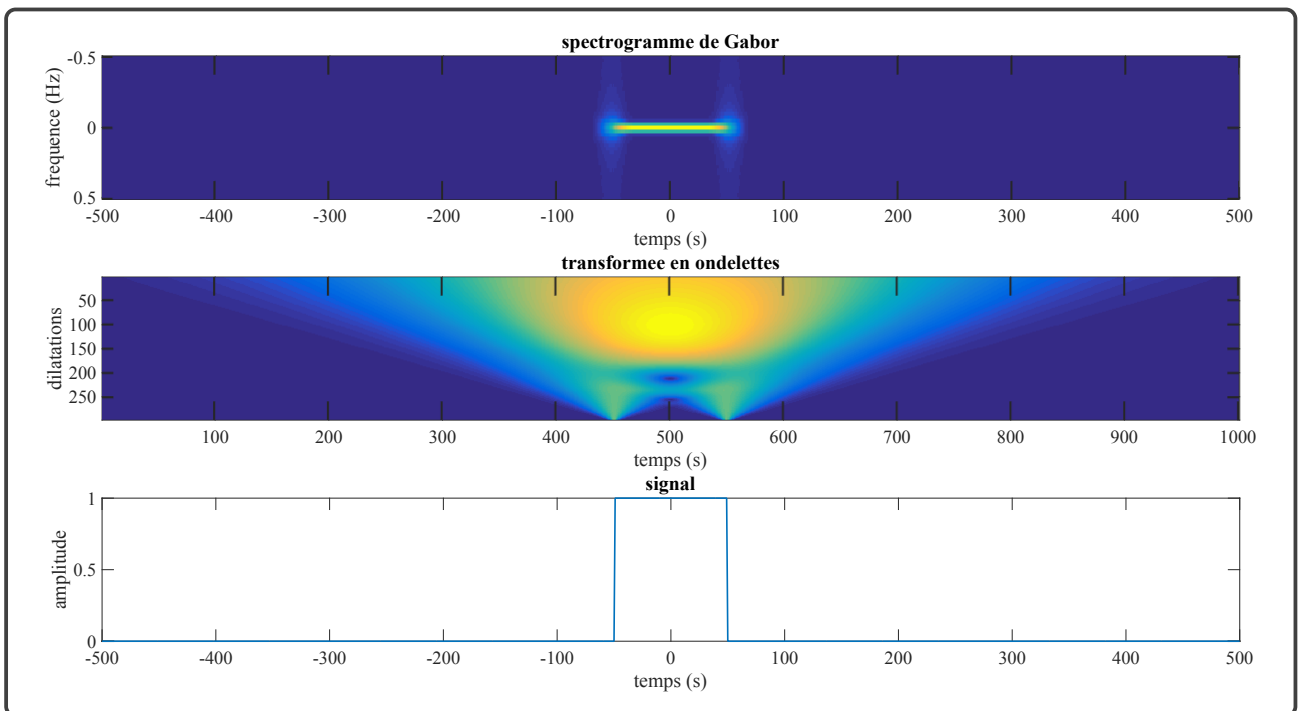 spectrogramme de Gabor
-0.5
0
0.5
frequence (Hz)
-500 -400 -300 -200 -100 0 100 200 300 400 500
temps (s)
transformee en ondelettes
50
100
150
200
250
dilatations
100 200 300 400 500 600 700 800 900 1000
temps (s)
signal
1
0.5
0
amplitude
-500 -400 -300 -200 -100 0 100 200 300 400 500
temps (s)